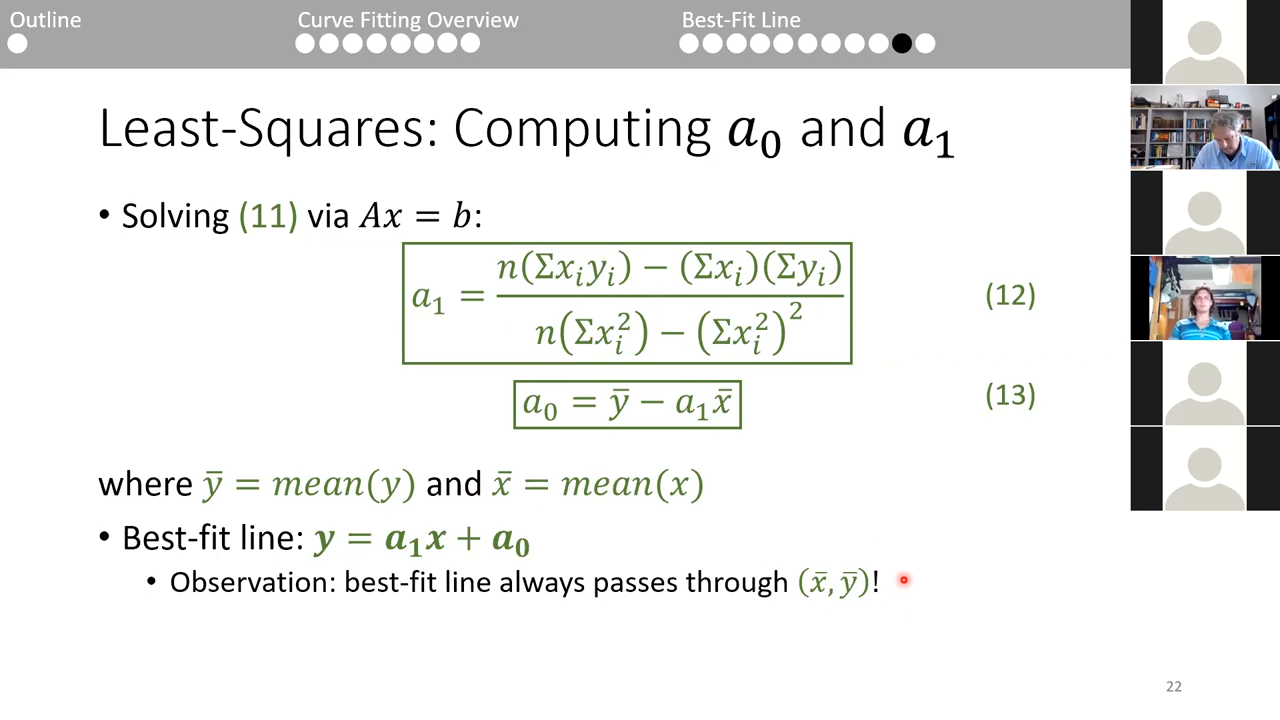 Outline
Curve Fitting Overview
Best-Fit Line
Least-Squares: Computing a₀ and a₁
• Solving (11) via Ax = b:
a₁ = (n(Σxᵢyᵢ) − (Σxᵢ)(Σyᵢ)) / (n(Σxᵢ²) − (Σxᵢ²)²) (12)
a₀ = ȳ − a₁x̄ (13)
where ȳ = mean(y) and x̄ = mean(x)
• Best-fit line: y = a₁x + a₀
• Observation: best-fit line always passes through (x̄, ȳ)!
22